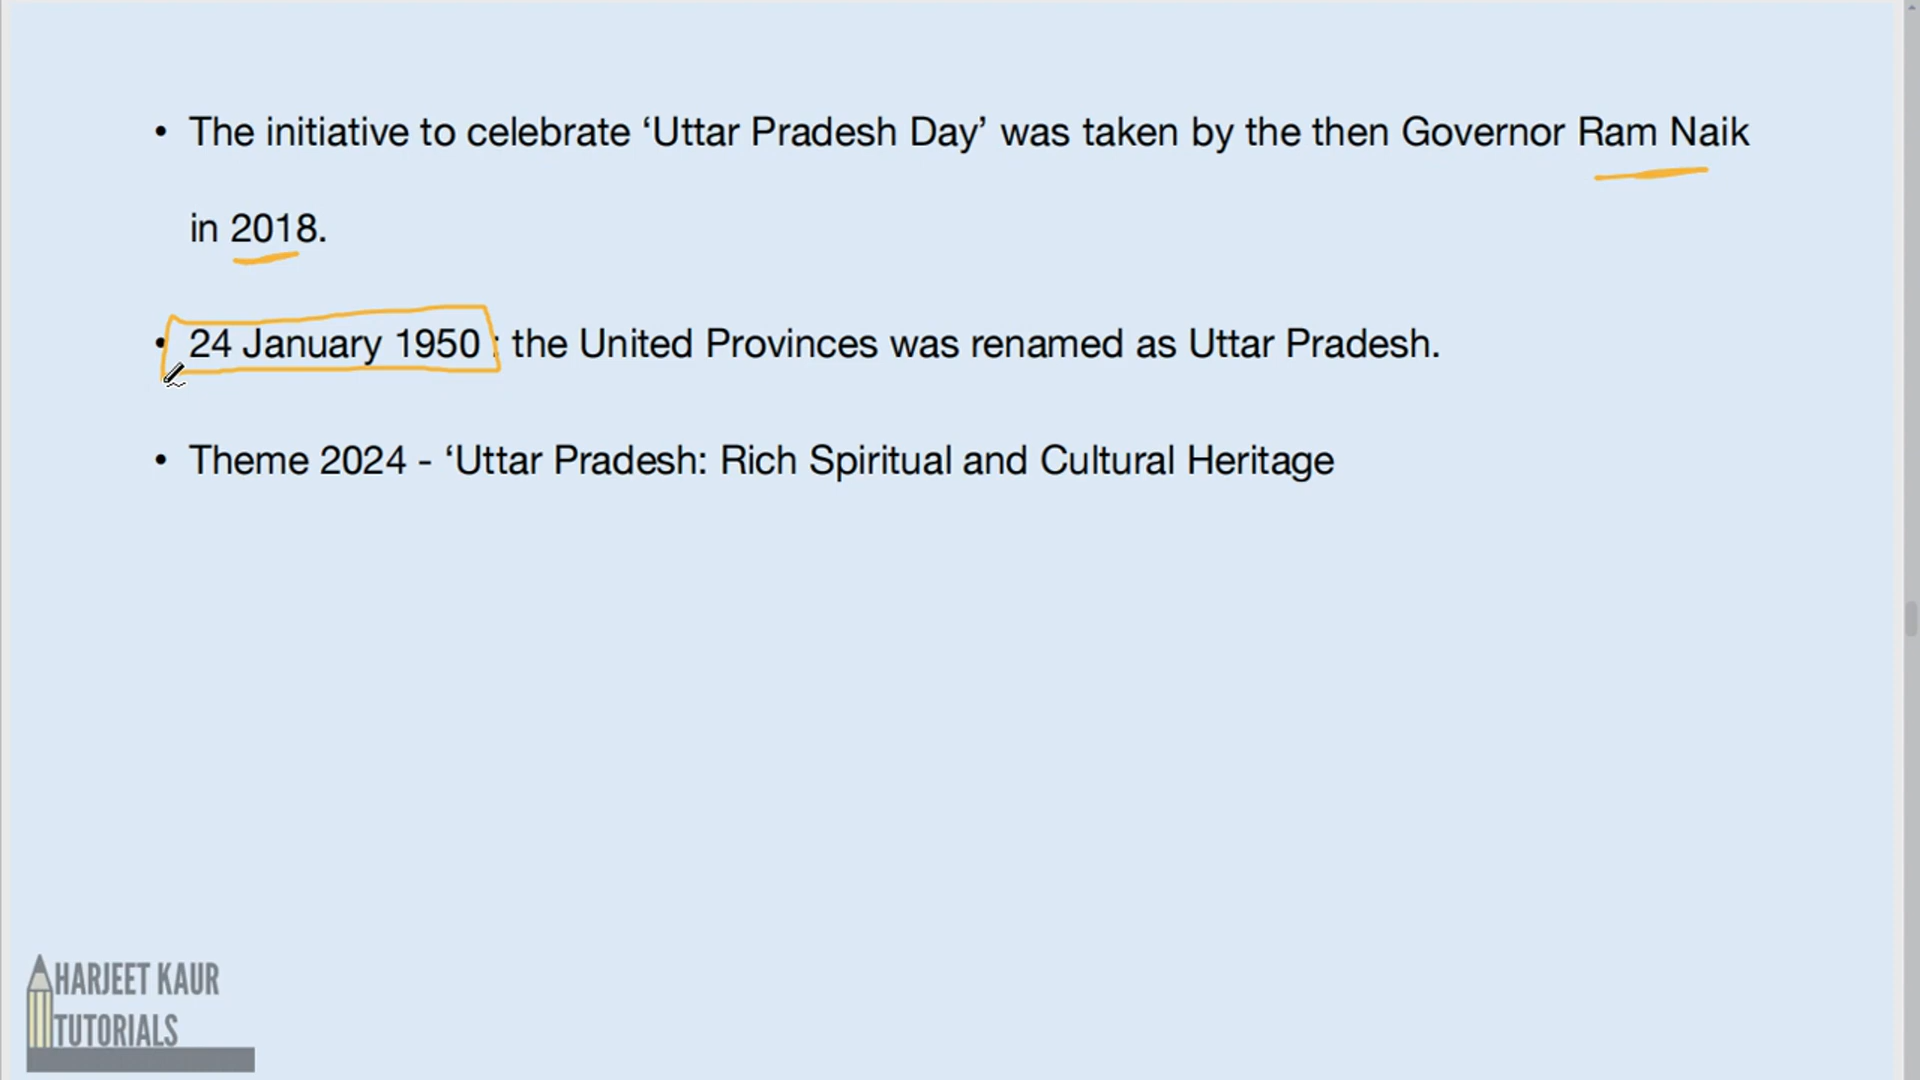 • The initiative to celebrate ‘Uttar Pradesh Day’ was taken by the then Governor Ram Naik
in 2018.
• 24 January 1950 : the United Provinces was renamed as Uttar Pradesh.
• Theme 2024 - ‘Uttar Pradesh: Rich Spiritual and Cultural Heritage
HARJEET KAUR
TUTORIALS